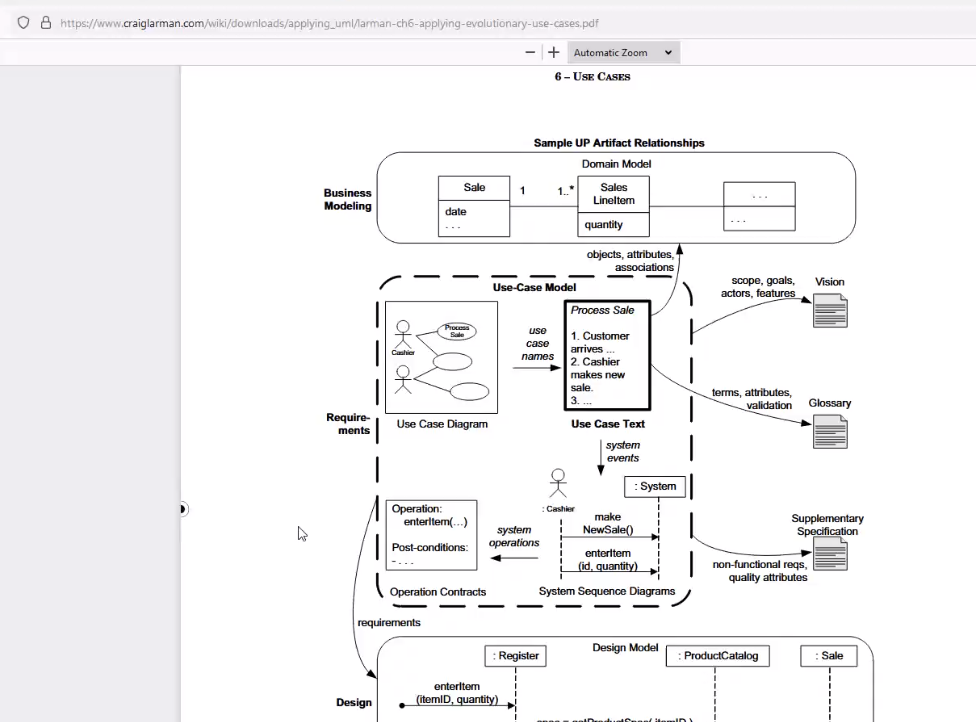 https://www.craiglarman.com/wiki/downloads/applying_uml/larman-ch6-applying-evolutionary-use-cases.pdf
Automatic Zoom
6 – USE CASES
Sample UP Artifact Relationships
Domain Model
Business
Modeling
Sale
1
1..*
Sales
LineItem
. . .
date
. . .
quantity
. . .
objects, attributes,
associations
Use-Case Model
scope, goals,
actors, features
Vision
Process
Sale
Cashier
use
case
names
Process Sale
1. Customer
arrives ...
2. Cashier
makes new
sale.
3. ...
terms, attributes,
validation
Glossary
Require-
ments
Use Case Diagram
Use Case Text
system
events
: System
: Cashier
Operation:
enterItem(…)
Post-conditions:
- . . .
system
operations
make
NewSale()
enterItem
(id, quantity)
Supplementary
Specification
non-functional reqs,
quality attributes
Operation Contracts
System Sequence Diagrams
requirements
Design Model
: Register
: ProductCatalog
: Sale
enterItem
(itemID, quantity)
Design
spec = getProductSpec( itemID )